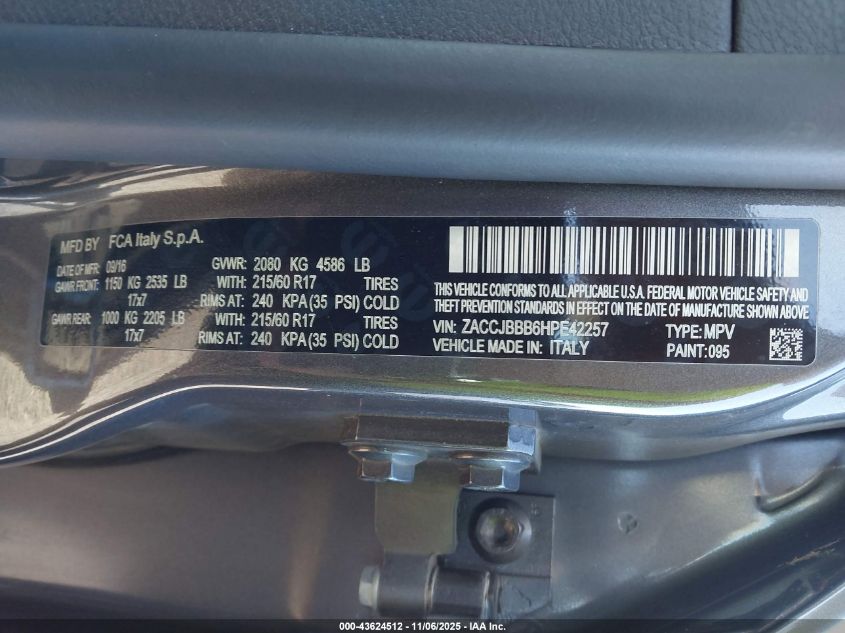 MFD BY FCA Italy S.p.A.
DATE OF MFR: 09/16 GVWR: 2080 KG 4586 LB
GAWR FRONT: 1150 KG 2535 LB WITH: 215/60 R17 TIRES
17x7 RIMS AT: 240 KPA(35 PSI) COLD
GAWR REAR: 1000 KG 2205 LB WITH: 215/60 R17 TIRES
17x7 RIMS AT: 240 KPA(35 PSI) COLD
THIS VEHICLE CONFORMS TO ALL APPLICABLE U.S.A. FEDERAL MOTOR VEHICLE SAFETY AND
THEFT PREVENTION STANDARDS IN EFFECT ON THE DATE OF MANUFACTURE SHOWN ABOVE
VIN: ZACCJBBB6HPE42257 TYPE: MPV
VEHICLE MADE IN: ITALY PAINT: 095
000-43624512 - 11/06/2025 - IAA Inc.